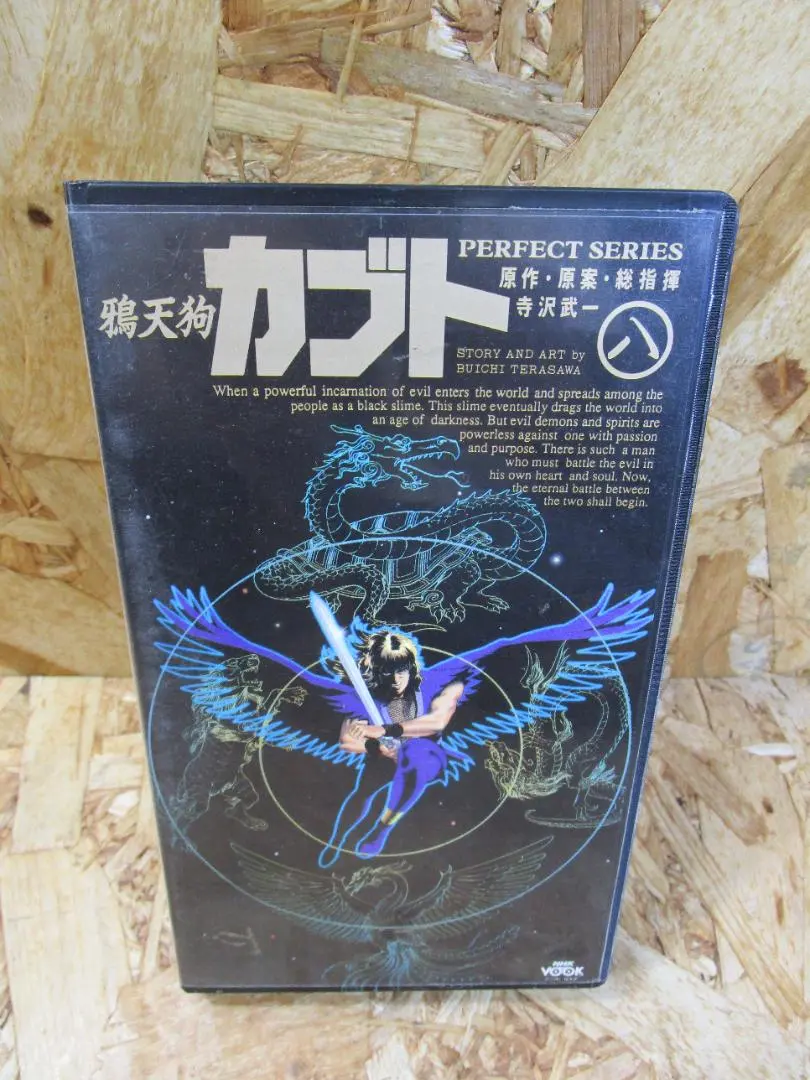 鴉天狗
カブト
PERFECT SERIES
原作・原案・総指揮
寺沢武一
八
STORY AND ART by
BUICHI TERASAWA
When a powerful incarnation of evil enters the world and spreads among the
people as a black slime. This slime eventually drags the world into
an age of darkness. But evil demons and spirits are
powerless against one with passion
and purpose. There is such a man
who must battle the evil in
his own heart and soul. Now,
the eternal battle between
the two shall begin.
NHK
VOOK